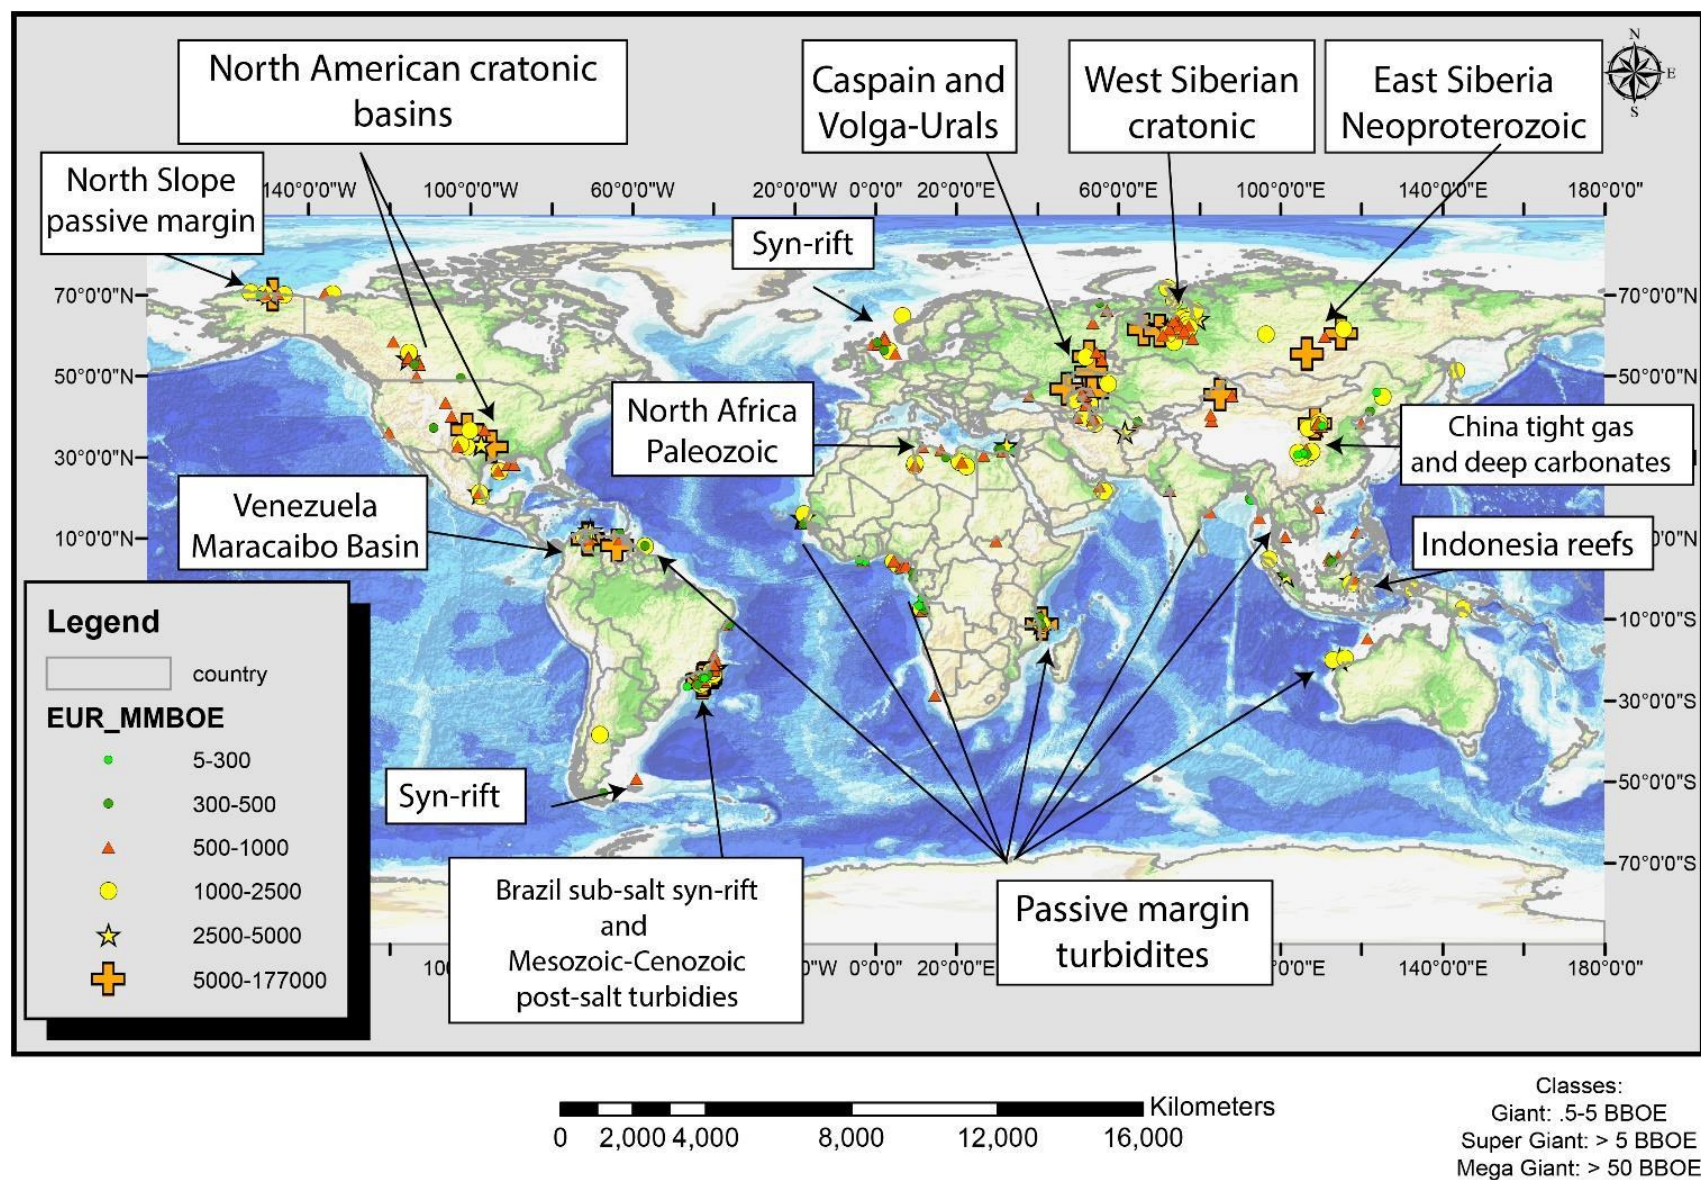 North American cratonic
basins
Caspain and
Volga-Urals
West Siberian
cratonic
East Siberia
Neoproterozoic
N
E
S
North Slope
passive margin
140°0'0"W
100°0'0"W
60°0'0"W
20°0'0"W
0°0'0"
20°0'0"E
60°0'0"E
100°0'0"E
140°0'0"E
180°0'0"
Syn-rift
70°0'0"N
70°0'0"N
50°0'0"N
50°0'0"N
North Africa
Paleozoic
China tight gas
and deep carbonates
30°0'0"N
Venezuela
Maracaibo Basin
10°0'0"N
0'0"N
Indonesia reefs
Legend
country
EUR_MMBOE
5-300
300-500
500-1000
1000-2500
2500-5000
5000-177000
10°0'0"S
30°0'0"S
50°0'0"S
70°0'0"S
Syn-rift
Brazil sub-salt syn-rift
and
Mesozoic-Cenozoic
post-salt turbidies
Passive margin
turbidites
10
0"W
0°0'0"
20°0'0"E
0'0"E
140°0'0"E
180°0'0"
Kilometers
0 2,000 4,000 8,000 12,000 16,000
Classes:
Giant: .5-5 BBOE
Super Giant: > 5 BBOE
Mega Giant: > 50 BBOE